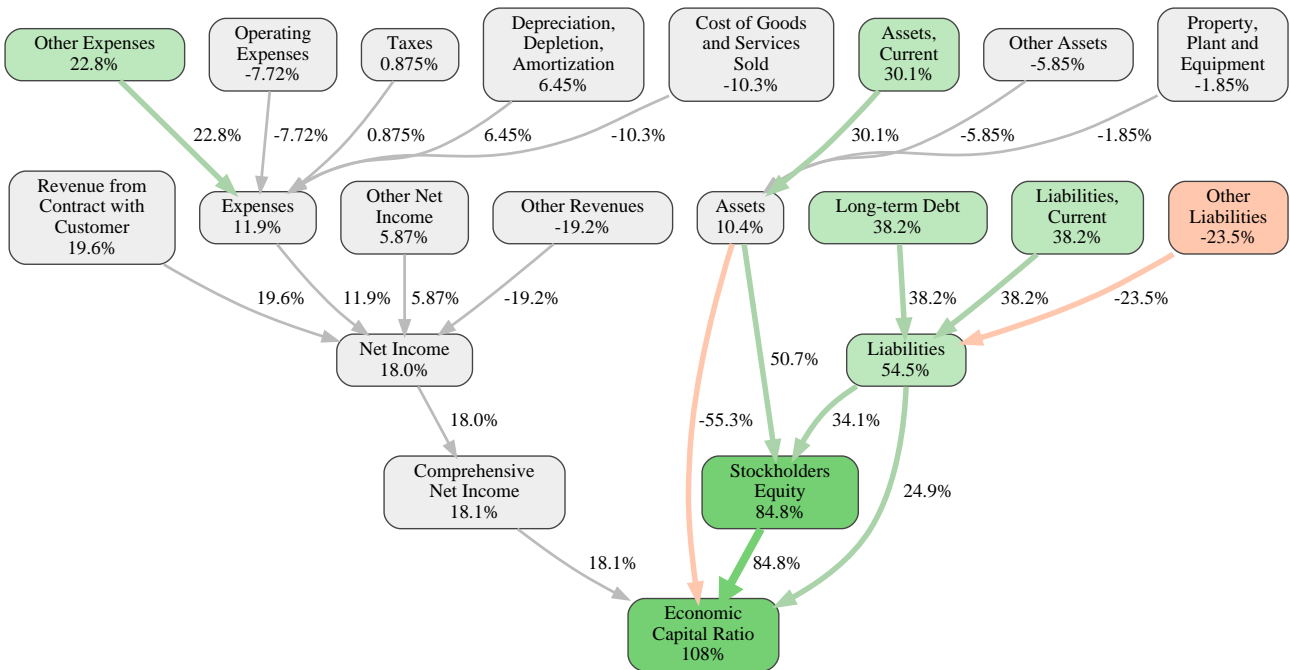 Other Expenses
22.8%
Operating
Expenses
-7.72%
Taxes
0.875%
Depreciation,
Depletion,
Amortization
6.45%
Cost of Goods
and Services
Sold
-10.3%
Assets,
Current
30.1%
Other Assets
-5.85%
Property,
Plant and
Equipment
-1.85%
22.8%
-7.72%
0.875%
6.45%
-10.3%
30.1%
-5.85%
-1.85%
Revenue from
Contract with
Customer
19.6%
Expenses
11.9%
Other Net
Income
5.87%
Other Revenues
-19.2%
Assets
10.4%
Long-term Debt
38.2%
Liabilities,
Current
38.2%
Other
Liabilities
-23.5%
19.6%
11.9%
5.87%
-19.2%
38.2%
38.2%
-23.5%
Net Income
18.0%
50.7%
Liabilities
54.5%
18.0%
-55.3%
34.1%
Comprehensive
Net Income
18.1%
Stockholders
Equity
84.8%
24.9%
18.1%
84.8%
Economic
Capital Ratio
108%